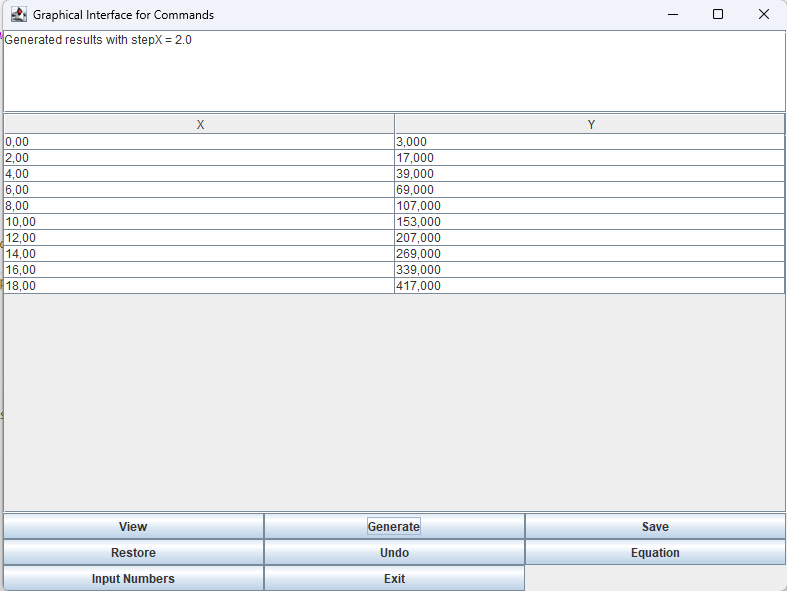 Graphical Interface for Commands
Generated results with stepX = 2.0
X Y
0,00 3,000
2,00 17,000
4,00 39,000
6,00 69,000
8,00 107,000
10,00 153,000
12,00 207,000
14,00 269,000
16,00 339,000
18,00 417,000
View Generate Save
Restore Undo Equation
Input Numbers Exit